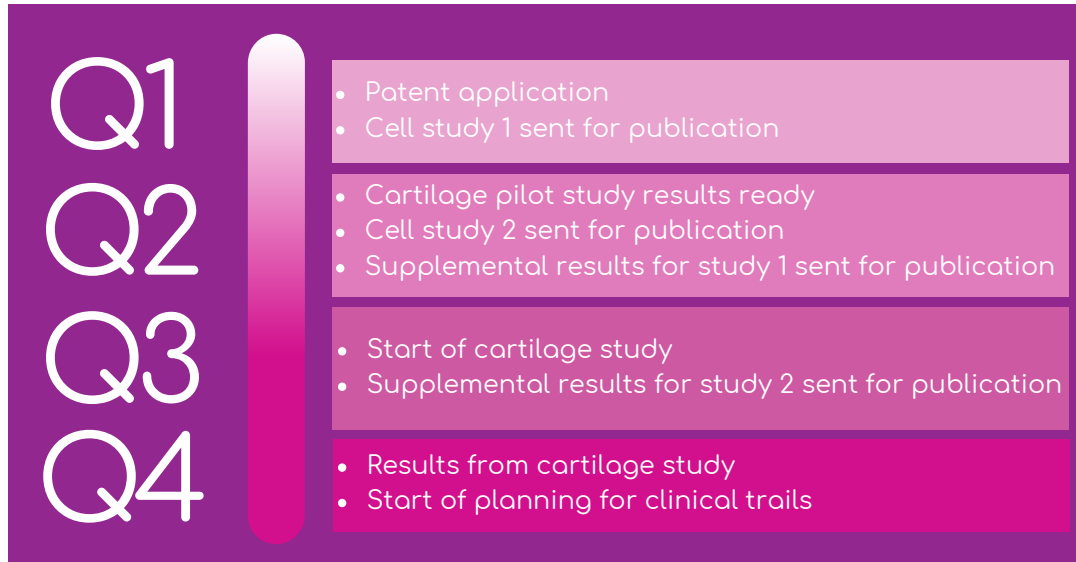 Q1
• Patent application
• Cell study 1 sent for publication
Q2
• Cartilage pilot study results ready
• Cell study 2 sent for publication
• Supplemental results for study 1 sent for publication
Q3
• Start of cartilage study
• Supplemental results for study 2 sent for publication
Q4
• Results from cartilage study
• Start of planning for clinical trails